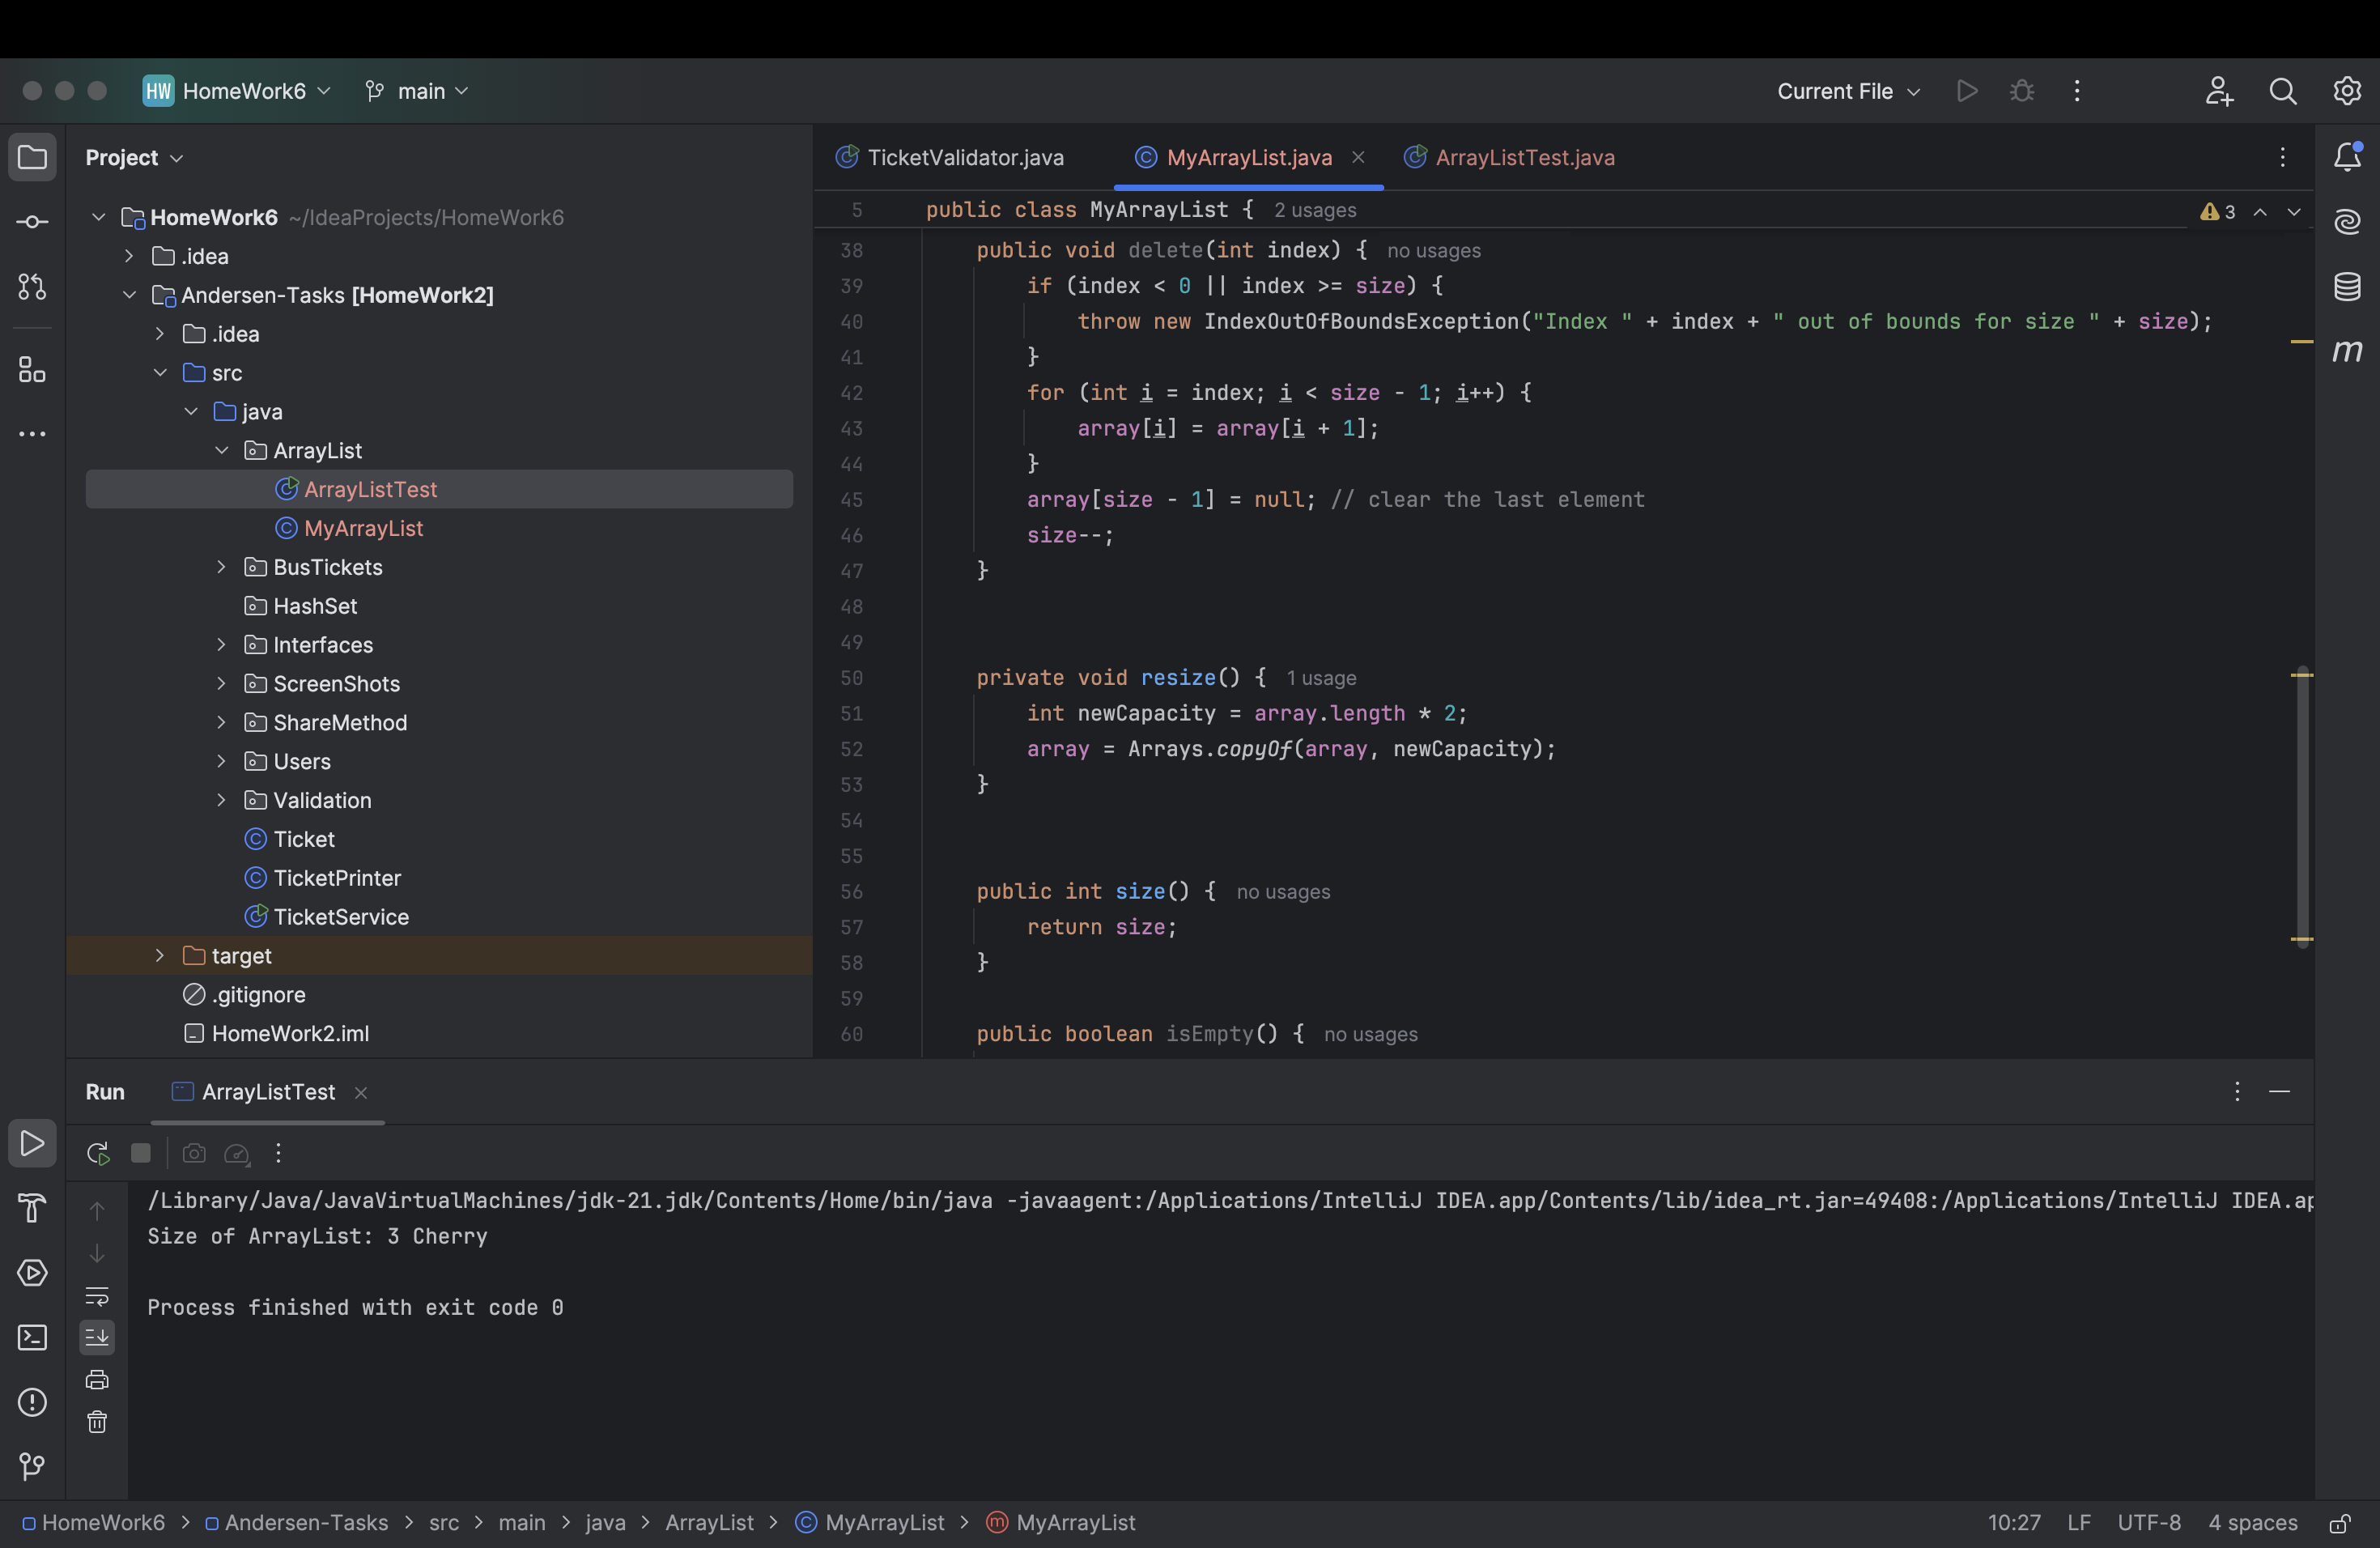 HW HomeWork6 main Current File
Project
HomeWork6 ~/IdeaProjects/HomeWork6
.idea
Andersen-Tasks [HomeWork2]
.idea
src
java
ArrayList
ArrayListTest
MyArrayList
BusTickets
HashSet
Interfaces
ScreenShots
ShareMethod
Users
Validation
Ticket
TicketPrinter
TicketService
target
.gitignore
HomeWork2.iml
TicketValidator.java MyArrayList.java ArrayListTest.java
5 public class MyArrayList { 2 usages 3
38 public void delete(int index) { no usages
39 if (index < 0 || index >= size) {
40 throw new IndexOutOfBoundsException("Index " + index + " out of bounds for size " + size);
41 }
42 for (int i = index; i < size - 1; i++) {
43 array[i] = array[i + 1];
44 }
45 array[size - 1] = null; // clear the last element
46 size--;
47 }
48
49
50 private void resize() { 1 usage
51 int newCapacity = array.length * 2;
52 array = Arrays.copyOf(array, newCapacity);
53 }
54
55
56 public int size() { no usages
57 return size;
58 }
59
60 public boolean isEmpty() { no usages
m
Run ArrayListTest
/Library/Java/JavaVirtualMachines/jdk-21.jdk/Contents/Home/bin/java -javaagent:/Applications/IntelliJ IDEA.app/Contents/lib/idea_rt.jar=49408:/Applications/IntelliJ IDEA.ap
Size of ArrayList: 3 Cherry
Process finished with exit code 0
HomeWork6 > Andersen-Tasks > src > main > java > ArrayList > MyArrayList > MyArrayList 10:27 LF UTF-8 4 spaces